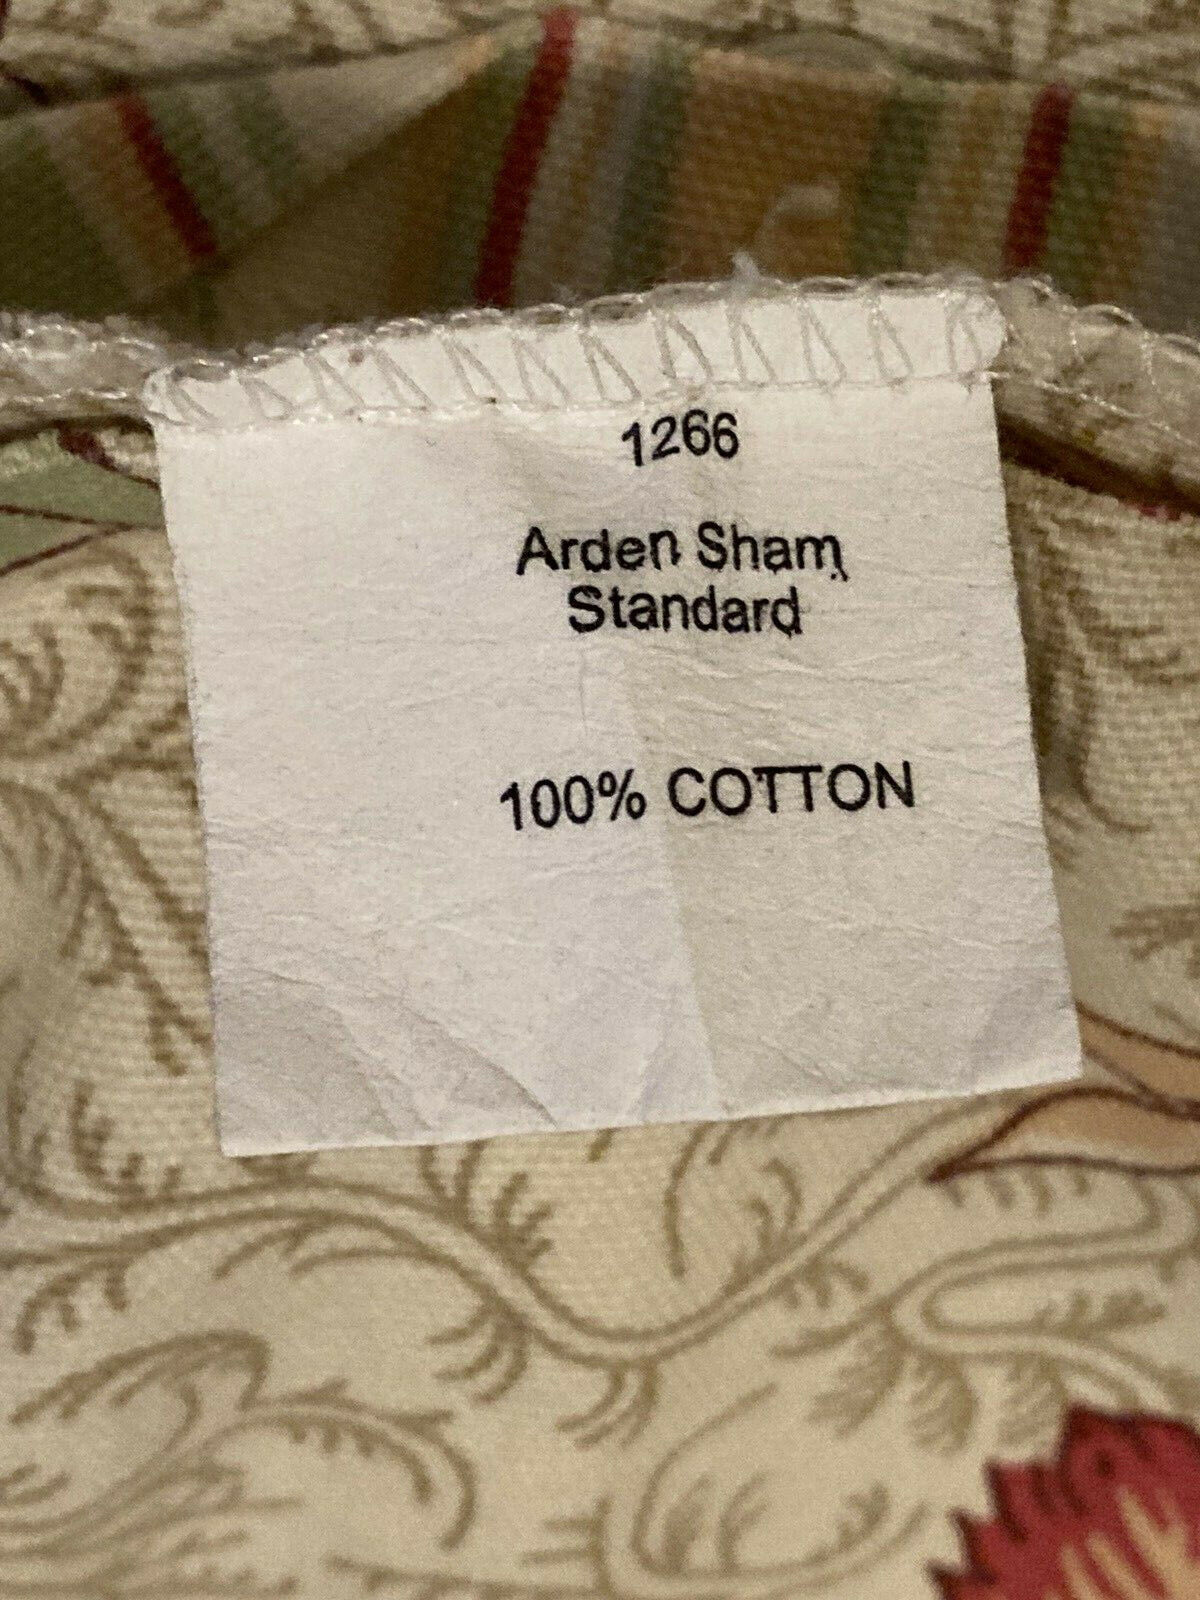 1266
Arden Sham
Standard
100% COTTON